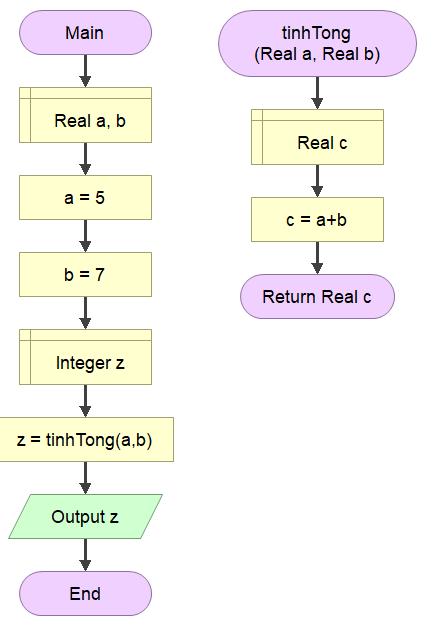 Main
Real a, b
a = 5
b = 7
Integer z
z = tinhTong(a,b)
Output z
End
tinhTong
(Real a, Real b)
Real c
c = a+b
Return Real c